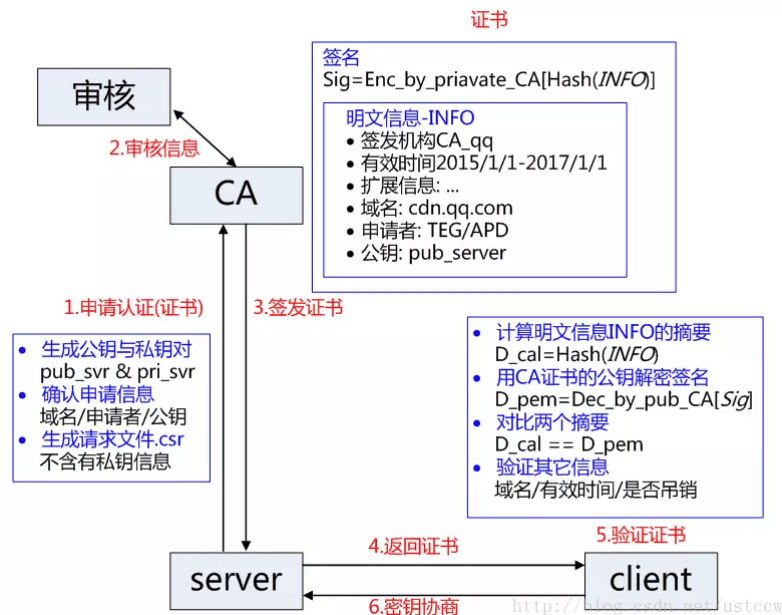 证书
签名
Sig=Enc_by_priavate_CA[Hash(INFO)]
明文信息-INFO
• 签发机构CA_qq
• 有效时间2015/1/1-2017/1/1
• 扩展信息: ...
• 域名: cdn.qq.com
• 申请者: TEG/APD
• 公钥: pub_server
审核
2.审核信息
CA
1.申请认证(证书)
3.签发证书
• 生成公钥与私钥对
pub_svr & pri_svr
• 确认申请信息
域名/申请者/公钥
• 生成请求文件.csr
不含有私钥信息
• 计算明文信息INFO的摘要
D_cal=Hash(INFO)
• 用CA证书的公钥解密签名
D_pem=Dec_by_pub_CA[Sig]
• 对比两个摘要
D_cal == D_pem
• 验证其它信息
域名/有效时间/是否吊销
4.返回证书
5.验证证书
server
client
6.密钥协商
http://blog.csdn.net/ustccw